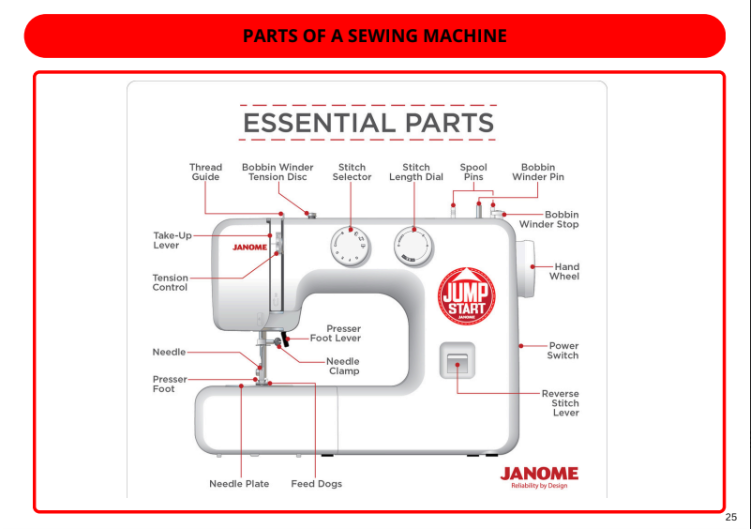 PARTS OF A SEWING MACHINE
ESSENTIAL PARTS
Thread
Guide
Bobbin Winder
Tension Disc
Stitch
Selector
Stitch
Length Dial
Spool
Pins
Bobbin
Winder Pin
Bobbin
Winder Stop
Take-Up
Lever
JANOME
Tension
Control
Hand
Wheel
JUMP
START
JANOME
Presser
Foot Lever
Needle
Clamp
Needle
Presser
Foot
Power
Switch
Reverse
Stitch
Lever
Needle Plate
Feed Dogs
JANOME
Reliability by Design
25